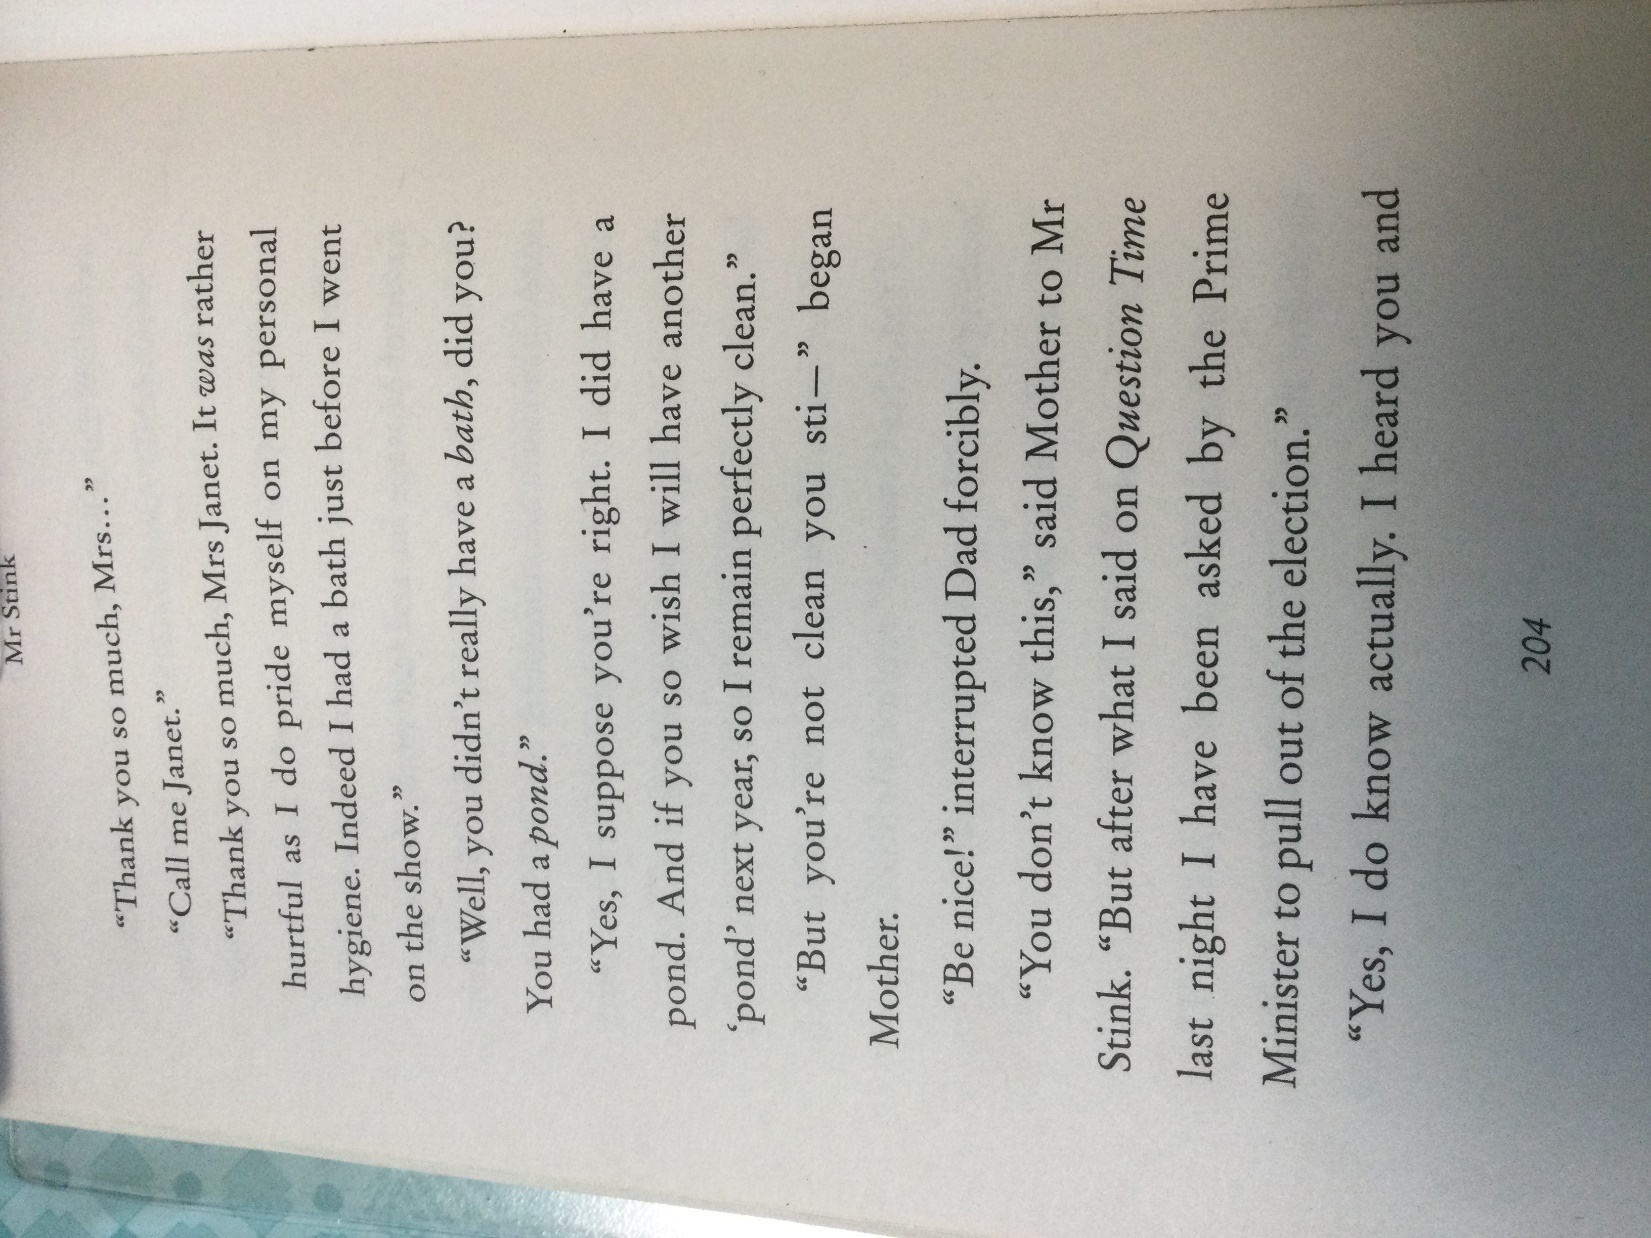 Mr Stink
“Thank you so much, Mrs…”
“Call me Janet.”
“Thank you so much, Mrs Janet. It was rather
hurtful as I do pride myself on my personal
hygiene. Indeed I had a bath just before I went
on the show.”
“Well, you didn’t really have a bath, did you?
You had a pond.”
“Yes, I suppose you’re right. I did have a
pond. And if you so wish I will have another
‘pond’ next year, so I remain perfectly clean.”
“But you’re not clean you sti—” began
Mother.
“Be nice!” interrupted Dad forcibly.
“You don’t know this,” said Mother to Mr
Stink. “But after what I said on Question Time
last night I have been asked by the Prime
Minister to pull out of the election.”
“Yes, I do know actually. I heard you and
204